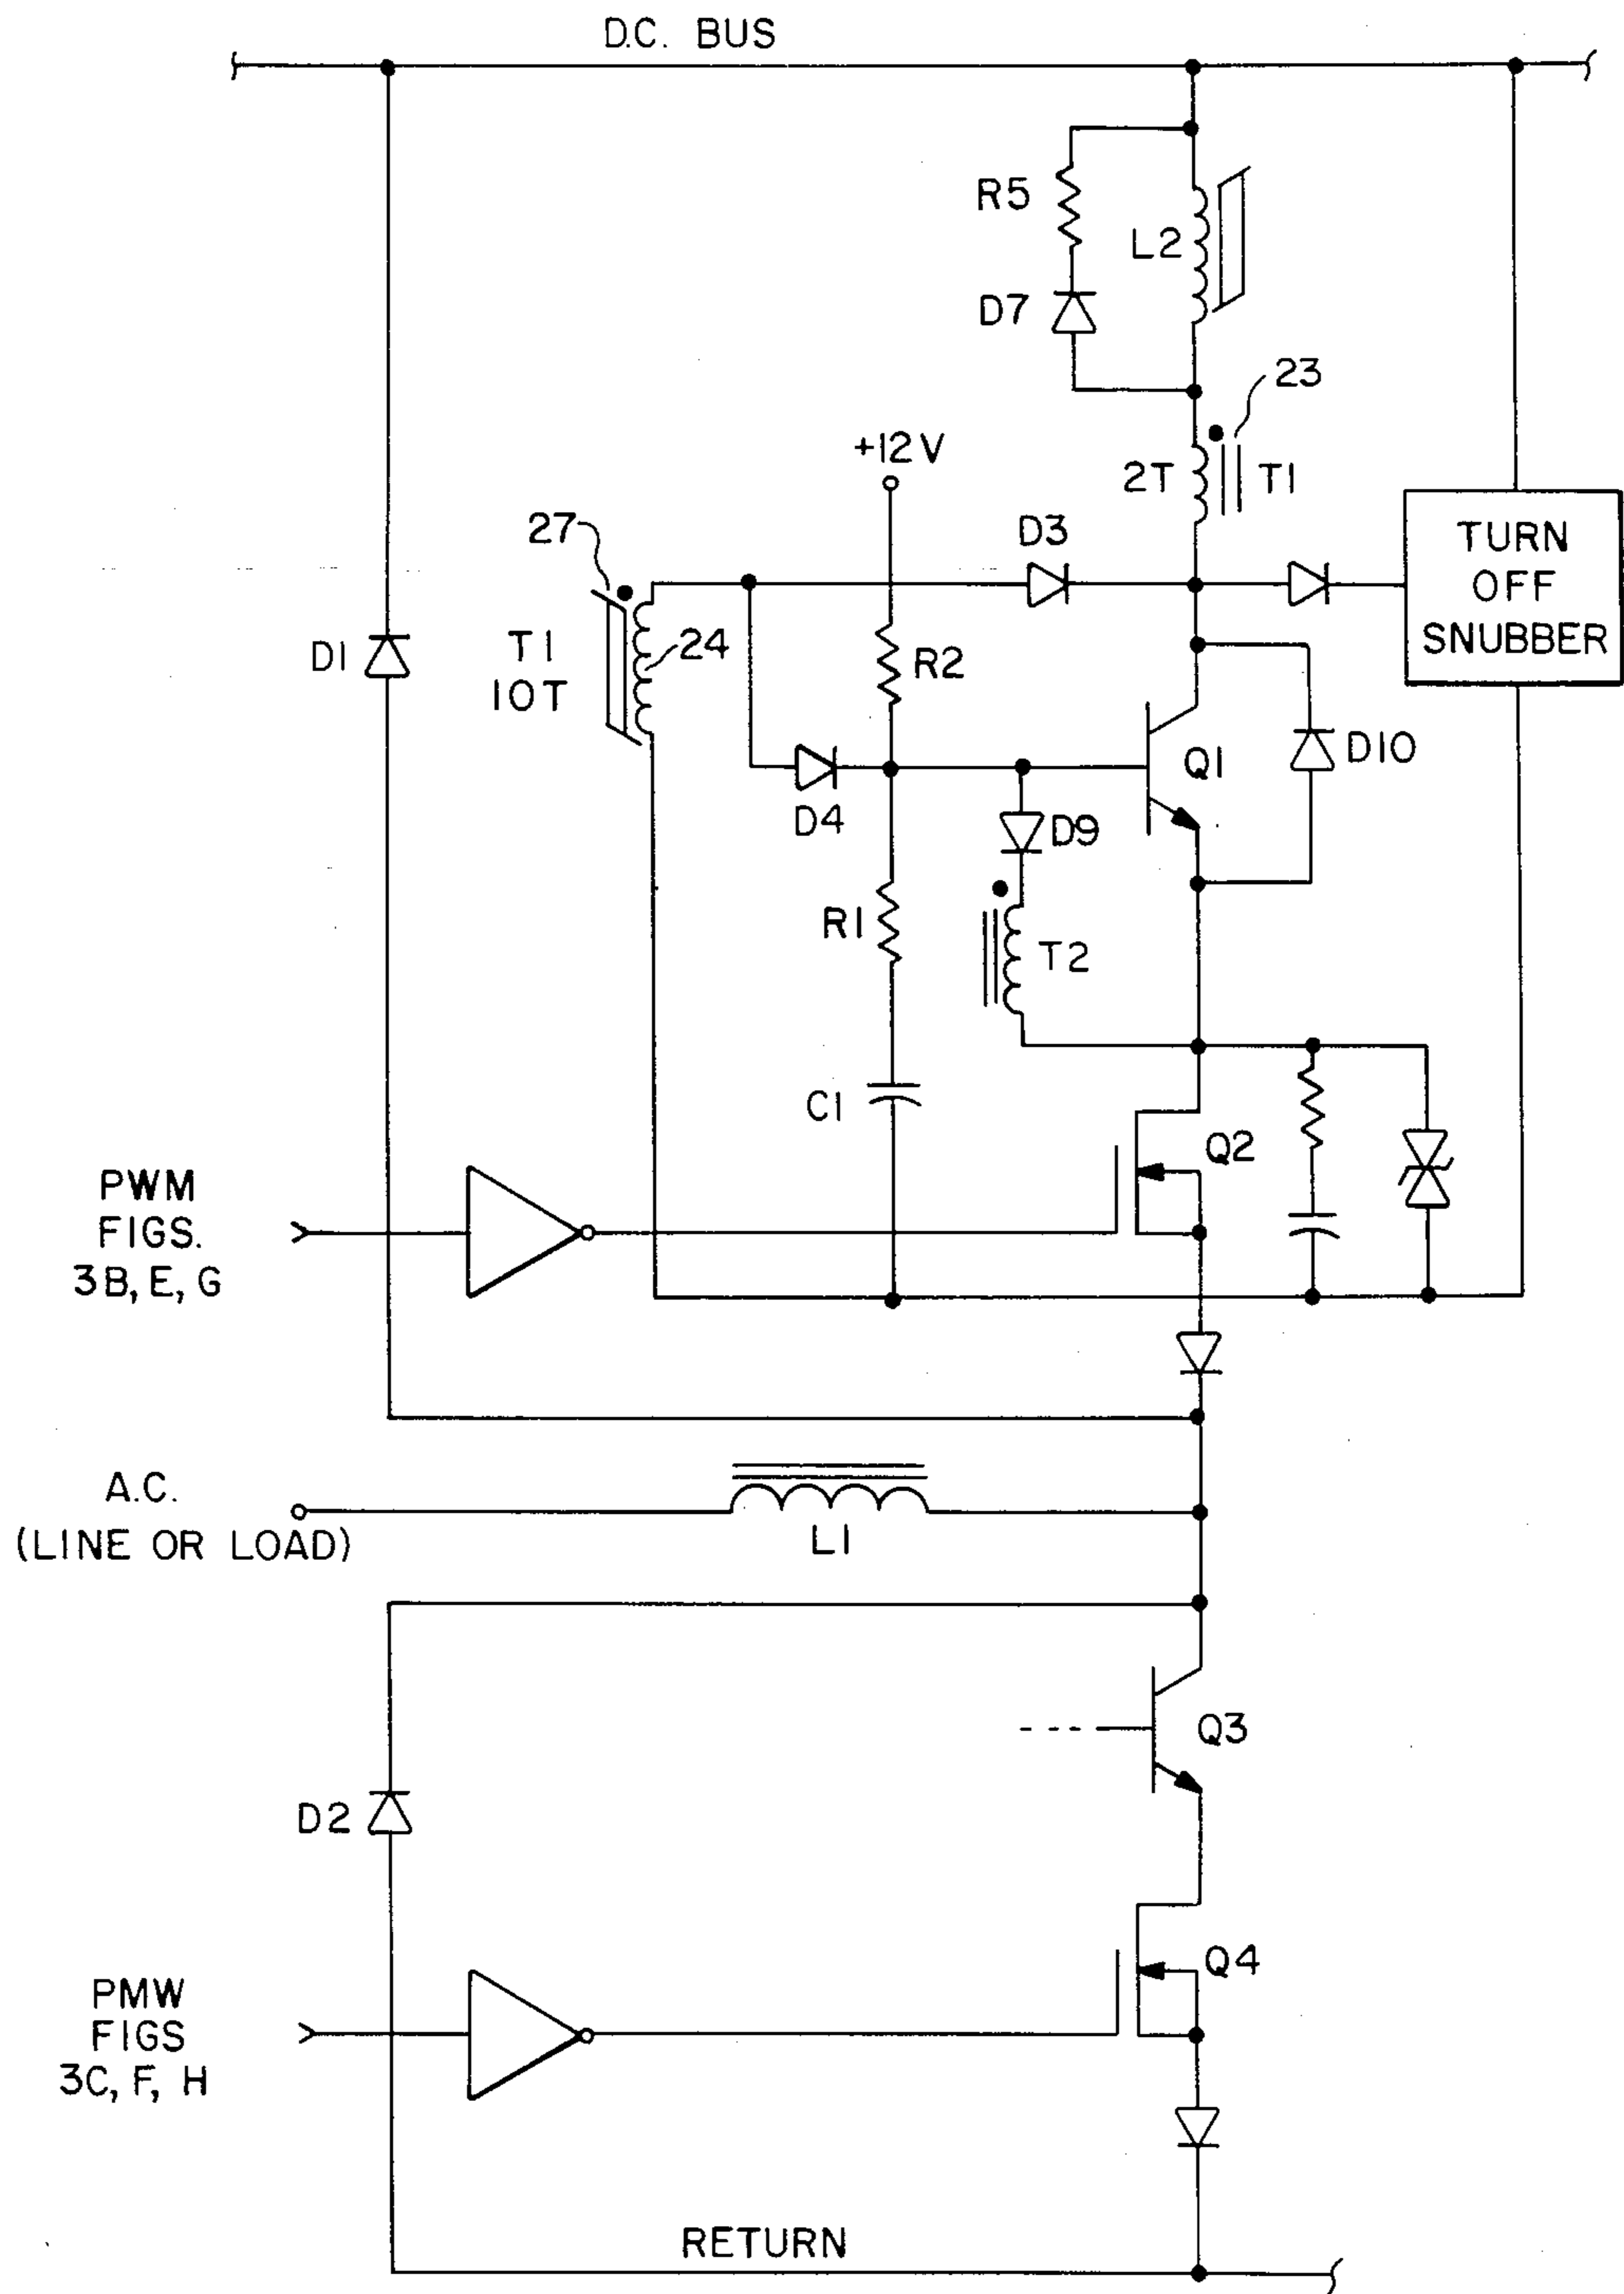 D.C. BUS
R5
L2
D7
23
+12V
2T
T1
27
D3
TURN
OFF
SNUBBER
D1
T1
10T
24
R2
Q1
D10
D4
D9
R1
T2
C1
Q2
PWM
FIGS.
3B, E, G
A.C.
(LINE OR LOAD)
L1
Q3
D2
Q4
PMW
FIGS
3C, F, H
RETURN